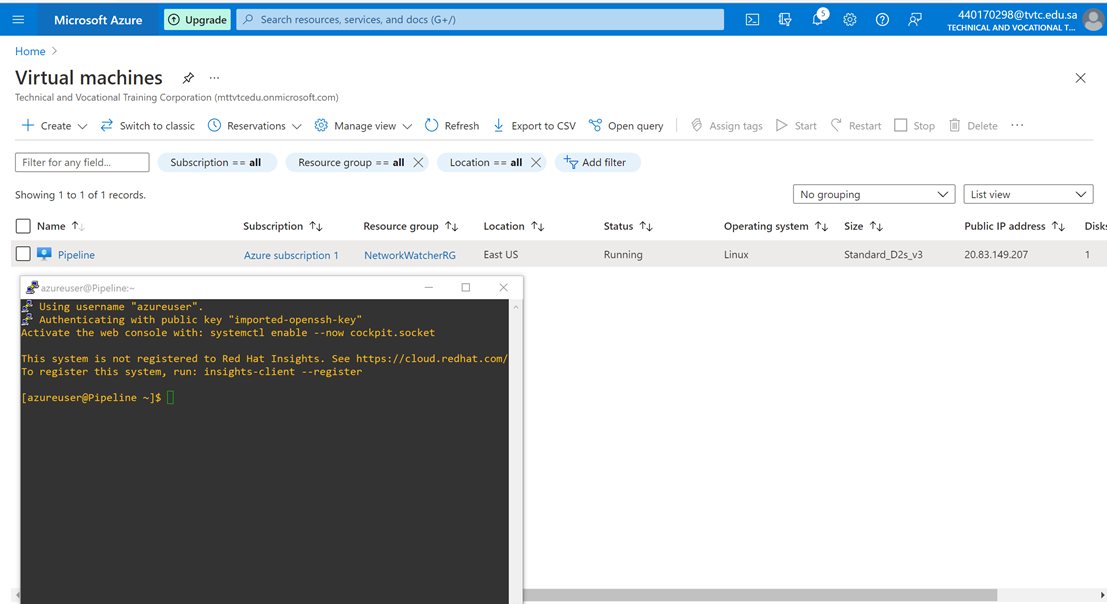 Microsoft Azure Upgrade Search resources, services, and docs (G+/) 5 440170298@tvtc.edu.sa
TECHNICAL AND VOCATIONAL T...
Home >
Virtual machines ...
Technical and Vocational Training Corporation (mttvtcedu.onmicrosoft.com)
Create Switch to classic Reservations Manage view Refresh Export to CSV Open query Assign tags Start Restart Stop Delete ...
Filter for any field... Subscription == all Resource group == all Location == all Add filter
Showing 1 to 1 of 1 records. No grouping List view
Name Subscription Resource group Location Status Operating system Size Public IP address Disks
Pipeline Azure subscription 1 NetworkWatcherRG East US Running Linux Standard_D2s_v3 20.83.149.207 1
azureuser@Pipeline:~
Using username "azureuser".
Authenticating with public key "imported-openssh-key"
Activate the web console with: systemctl enable --now cockpit.socket
This system is not registered to Red Hat Insights. See https://cloud.redhat.com/
To register this system, run: insights-client --register
[azureuser@Pipeline ~]$